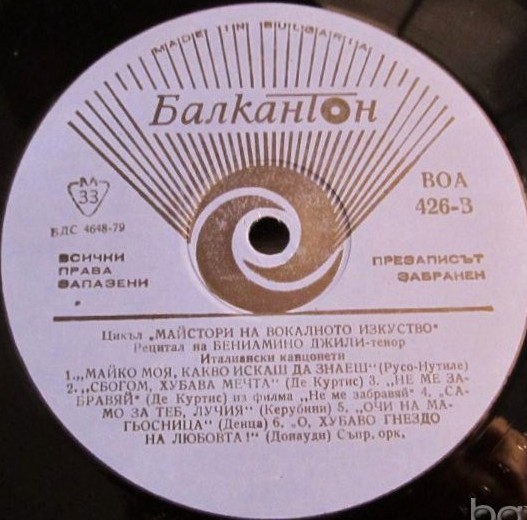 MADE IN BULGARIA
Балкантон
М
33
БДС 4648-79
ВОА
426-В
ВСИЧКИ
ПРАВА
ЗАПАЗЕНИ
ПРЕЗАПИСЪТ
ЗАБРАНЕН
Цикъл „МАЙСТОРИ НА ВОКАЛНОТО ИЗКУСТВО"
Рецитал на БЕНИАМИНО ДЖИЛИ-тенор
Италиански канцонети
1. „МАЙКО МОЯ, КАКВО ИСКАШ ДА ЗНАЕШ" (Русо-Нутиле)
2. „СБОГОМ, ХУБАВА МЕЧТА" (Де Куртис) 3. „НЕ МЕ ЗА-
БРАВЯЙ" (Де Куртис) из филма „Не ме забравяй" 4. „СА-
МО ЗА ТЕБ, ЛУЧИЯ" (Керубини) 5. „ОЧИ НА МА-
ГЬОСНИЦА" (Денца) 6. „О, ХУБАВО ГНЕЗДО
НА ЛЮБОВТА!" (Донауди) Съпр. орк.
bg